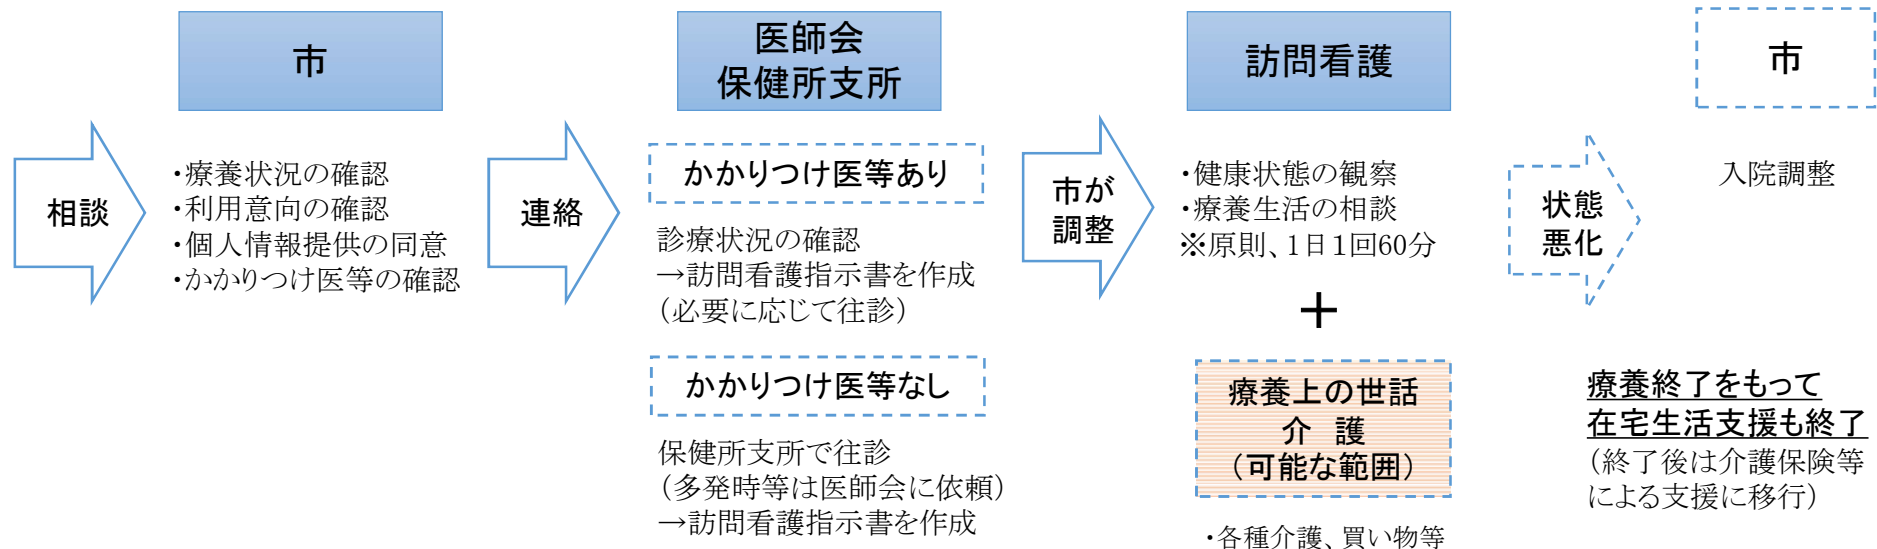 相談
市
・療養状況の確認
・利用意向の確認
・個人情報提供の同意
・かかりつけ医等の確認
連絡
医師会
保健所支所
かかりつけ医等あり
診療状況の確認
→訪問看護指示書を作成
（必要に応じて往診）
かかりつけ医等なし
保健所支所で往診
（多発時等は医師会に依頼）
→訪問看護指示書を作成
市が
調整
訪問看護
・健康状態の観察
・療養生活の相談
※原則、1日１回60分
＋
療養上の世話
介　護
（可能な範囲）
・各種介護、買い物等
状態
悪化
市
入院調整
療養終了をもって
在宅生活支援も終了
（終了後は介護保険等
による支援に移行）